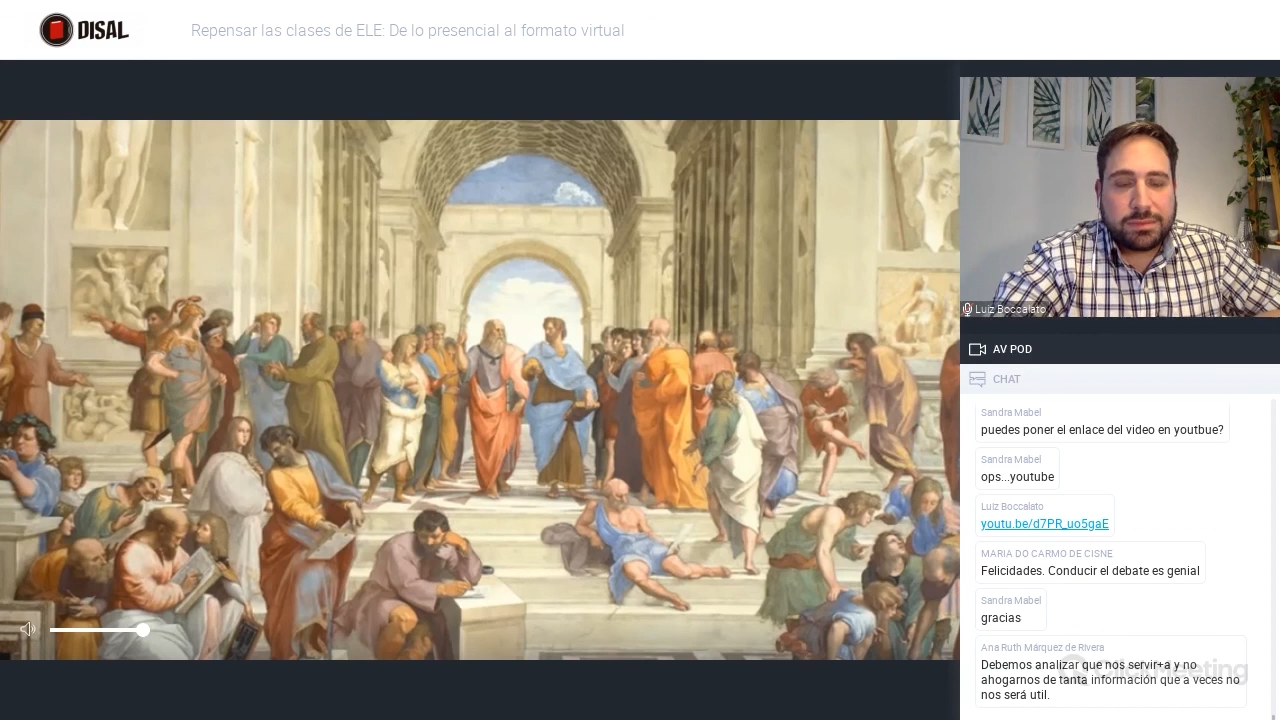 DISAL
Repensar las clases de ELE: De lo presencial al formato virtual
Luiz Boccalato
AV POD
CHAT
Sandra Mabel
puedes poner el enlace del video en youtbue?
Sandra Mabel
ops...youtube
Luiz Boccalato
youtu.be/d7PR_uo5gaE
MARIA DO CARMO DE CISNE
Felicidades. Conducir el debate es genial
Sandra Mabel
gracias
Ana Ruth Márquez de Rivera
Debemos analizar que nos servir+a y no
ahogarnos de tanta información que a veces no
nos será util.
ClickMeeting